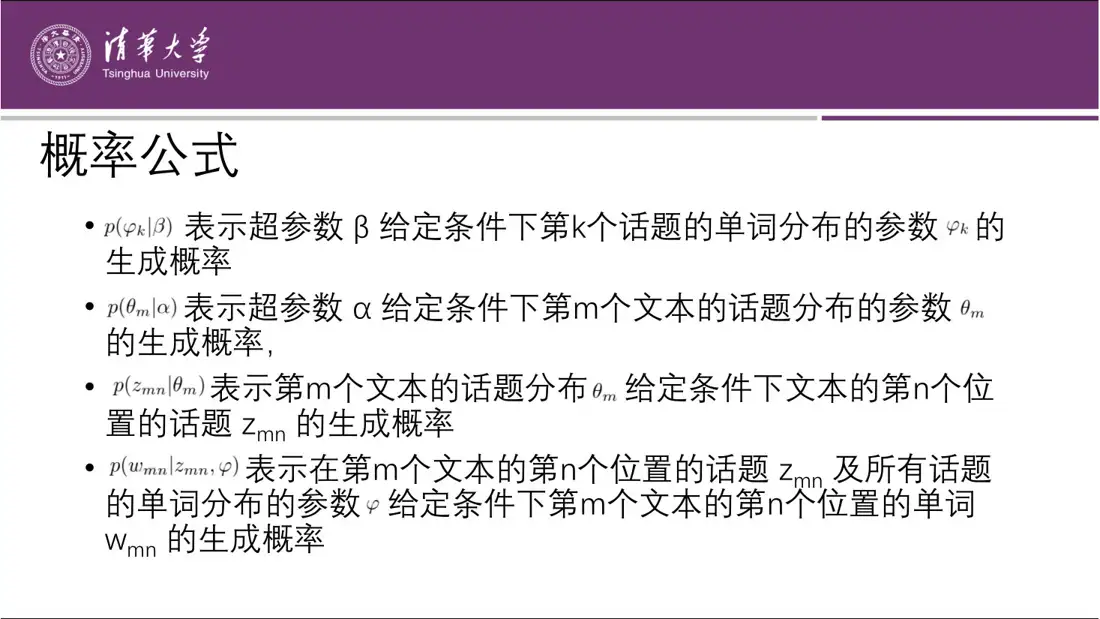 清华大学
Tsinghua University
概率公式
• p(φₖ|β) 表示超参数 β 给定条件下第k个话题的单词分布的参数 φₖ 的
生成概率
• p(θₘ|α) 表示超参数 α 给定条件下第m个文本的话题分布的参数 θₘ
的生成概率,
• p(zₘₙ|θₘ) 表示第m个文本的话题分布 θₘ 给定条件下文本的第n个位
置的话题 zₘₙ 的生成概率
• p(wₘₙ|zₘₙ, φ) 表示在第m个文本的第n个位置的话题 zₘₙ 及所有话题
的单词分布的参数 φ 给定条件下第m个文本的第n个位置的单词
wₘₙ 的生成概率